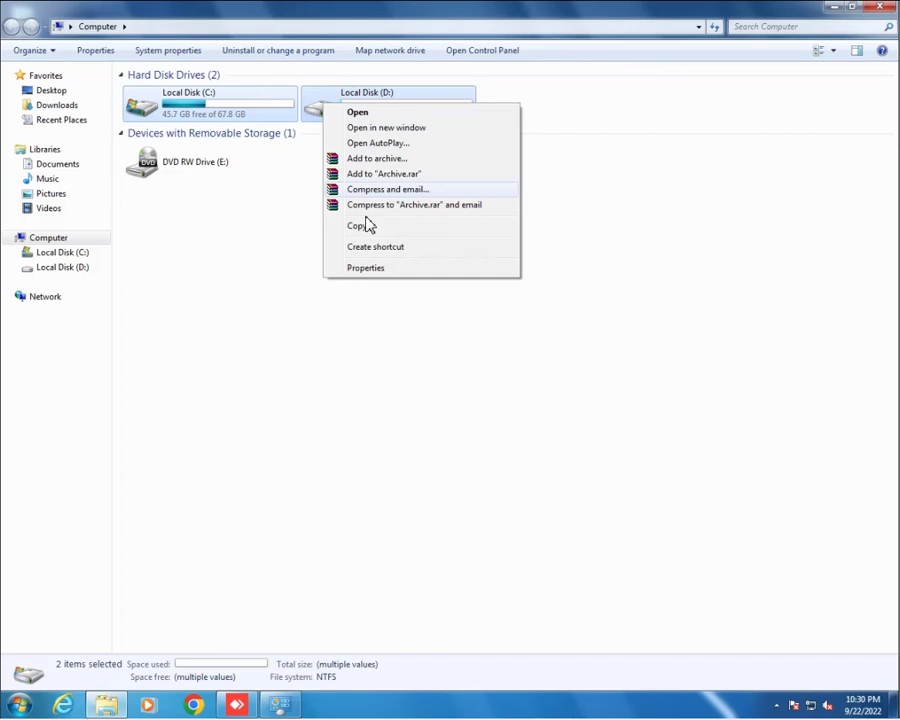 Computer
Search Computer
Organize
Properties
System properties
Uninstall or change a program
Map network drive
Open Control Panel
Favorites
Desktop
Downloads
Recent Places
Libraries
Documents
Music
Pictures
Videos
Computer
Local Disk (C:)
Local Disk (D:)
Network
Hard Disk Drives (2)
Local Disk (C:)
45.7 GB free of 67.8 GB
Local Disk (D:)
Devices with Removable Storage (1)
DVD
DVD RW Drive (E:)
Open
Open in new window
Open AutoPlay...
Add to archive...
Add to "Archive.rar"
Compress and email...
Compress to "Archive.rar" and email
Copy
Create shortcut
Properties
2 items selected
Space used:
Total size: (multiple values)
Space free: (multiple values)
File system: NTFS
10:30 PM
9/22/2022